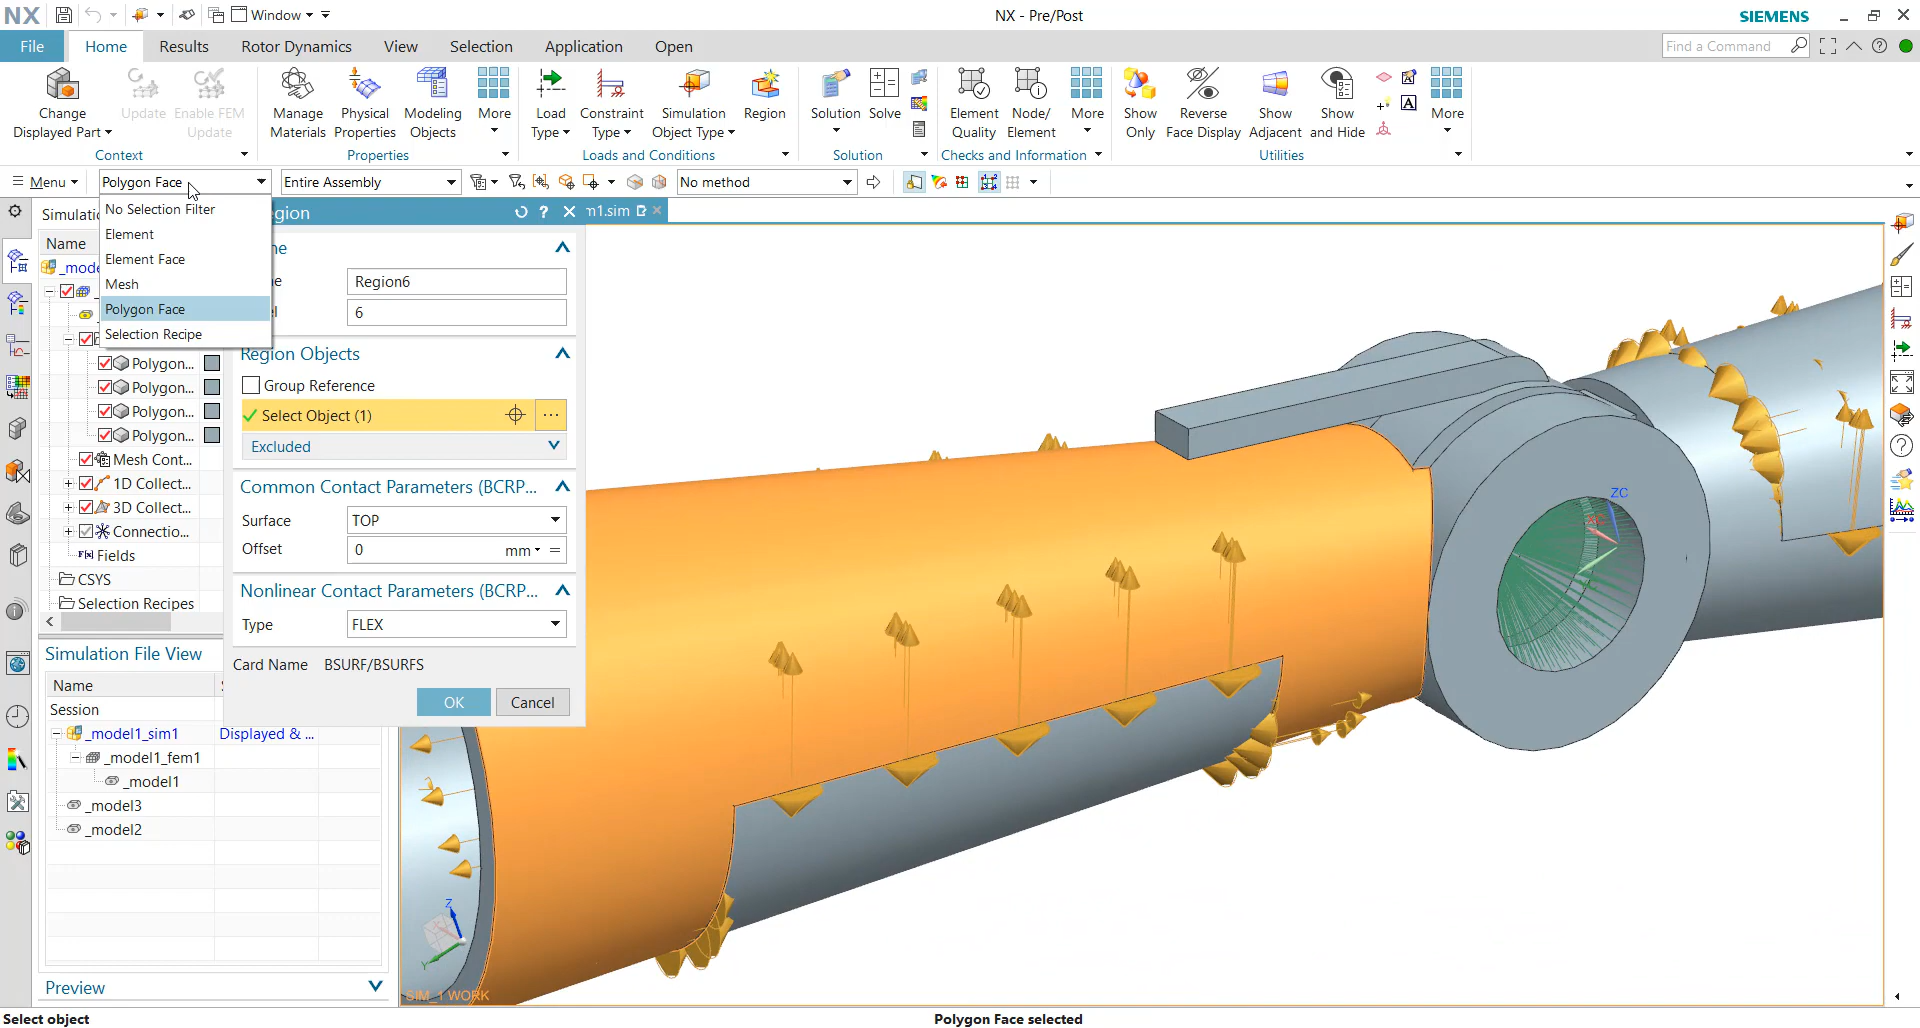 NX
Window
NX - Pre/Post
SIEMENS
File
Home
Results
Rotor Dynamics
View
Selection
Application
Open
Find a Command
Change
Displayed Part
Update
Enable FEM
Update
Context
Manage
Materials
Physical
Properties
Modeling
Objects
More
Properties
Load
Type
Constraint
Type
Simulation
Object Type
Region
Loads and Conditions
Solution
Solve
Solution
Element
Quality
Node/
Element
More
Checks and Information
Show
Only
Reverse
Face Display
Show
Adjacent
Show
and Hide
More
Utilities
Menu
Polygon Face
Entire Assembly
No method
No Selection Filter
Element
Element Face
Mesh
Polygon Face
Selection Recipe
Simulatio
Name
_mode
Polygon...
Polygon...
Polygon...
Polygon...
Mesh Cont...
1D Collect...
3D Collect...
Connectio...
Fields
CSYS
Selection Recipes
Simulation File View
Name
Session
_model1_sim1
Displayed & ...
_model1_fem1
_model1
_model3
_model2
Preview
egion
m1.sim
ne
e
Region6
l
6
Region Objects
Group Reference
Select Object (1)
Excluded
Common Contact Parameters (BCRP...
Surface
TOP
Offset
0
mm
=
Nonlinear Contact Parameters (BCRP...
Type
FLEX
Card Name
BSURF/BSURFS
OK
Cancel
ZC
XC
Z
Y
SIM_1 WORK
Select object
Polygon Face selected